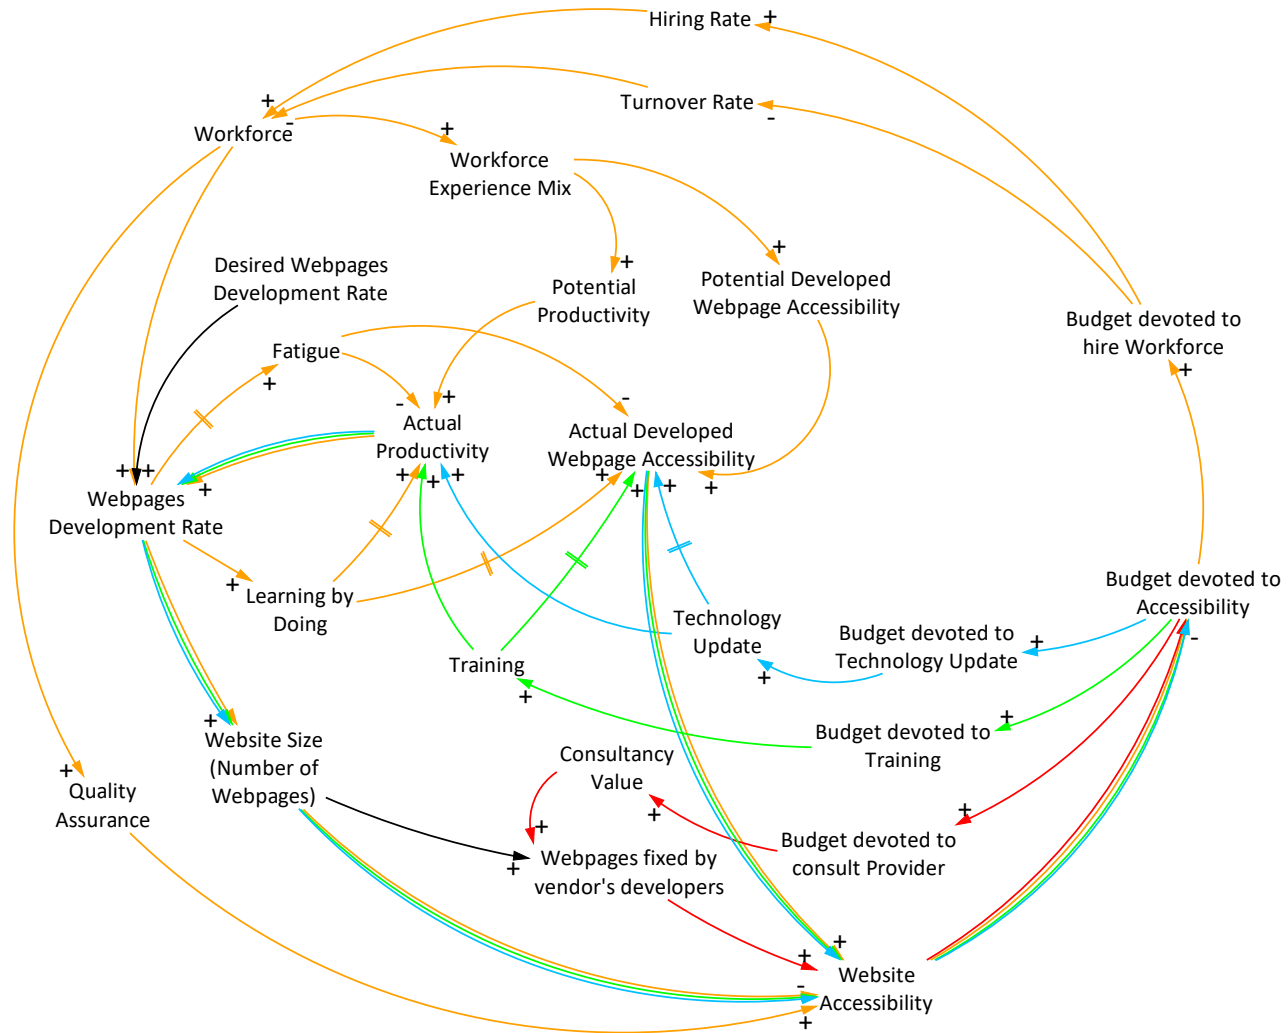 Hiring Rate
Turnover Rate
Workforce
Workforce
Experience Mix
Desired Webpages
Development Rate
Potential
Productivity
Potential Developed
Webpage Accessibility
Budget devoted to
hire Workforce
Fatigue
Actual
Productivity
Actual Developed
Webpage Accessibility
Webpages
Development Rate
Learning by
Doing
Budget devoted to
Accessibility
Technology
Update
Budget devoted to
Technology Update
Training
Budget devoted to
Training
Website Size
(Number of
Webpages)
Consultancy
Value
Quality
Assurance
Budget devoted to
consult Provider
Webpages fixed by
vendor's developers
Website
Accessibility